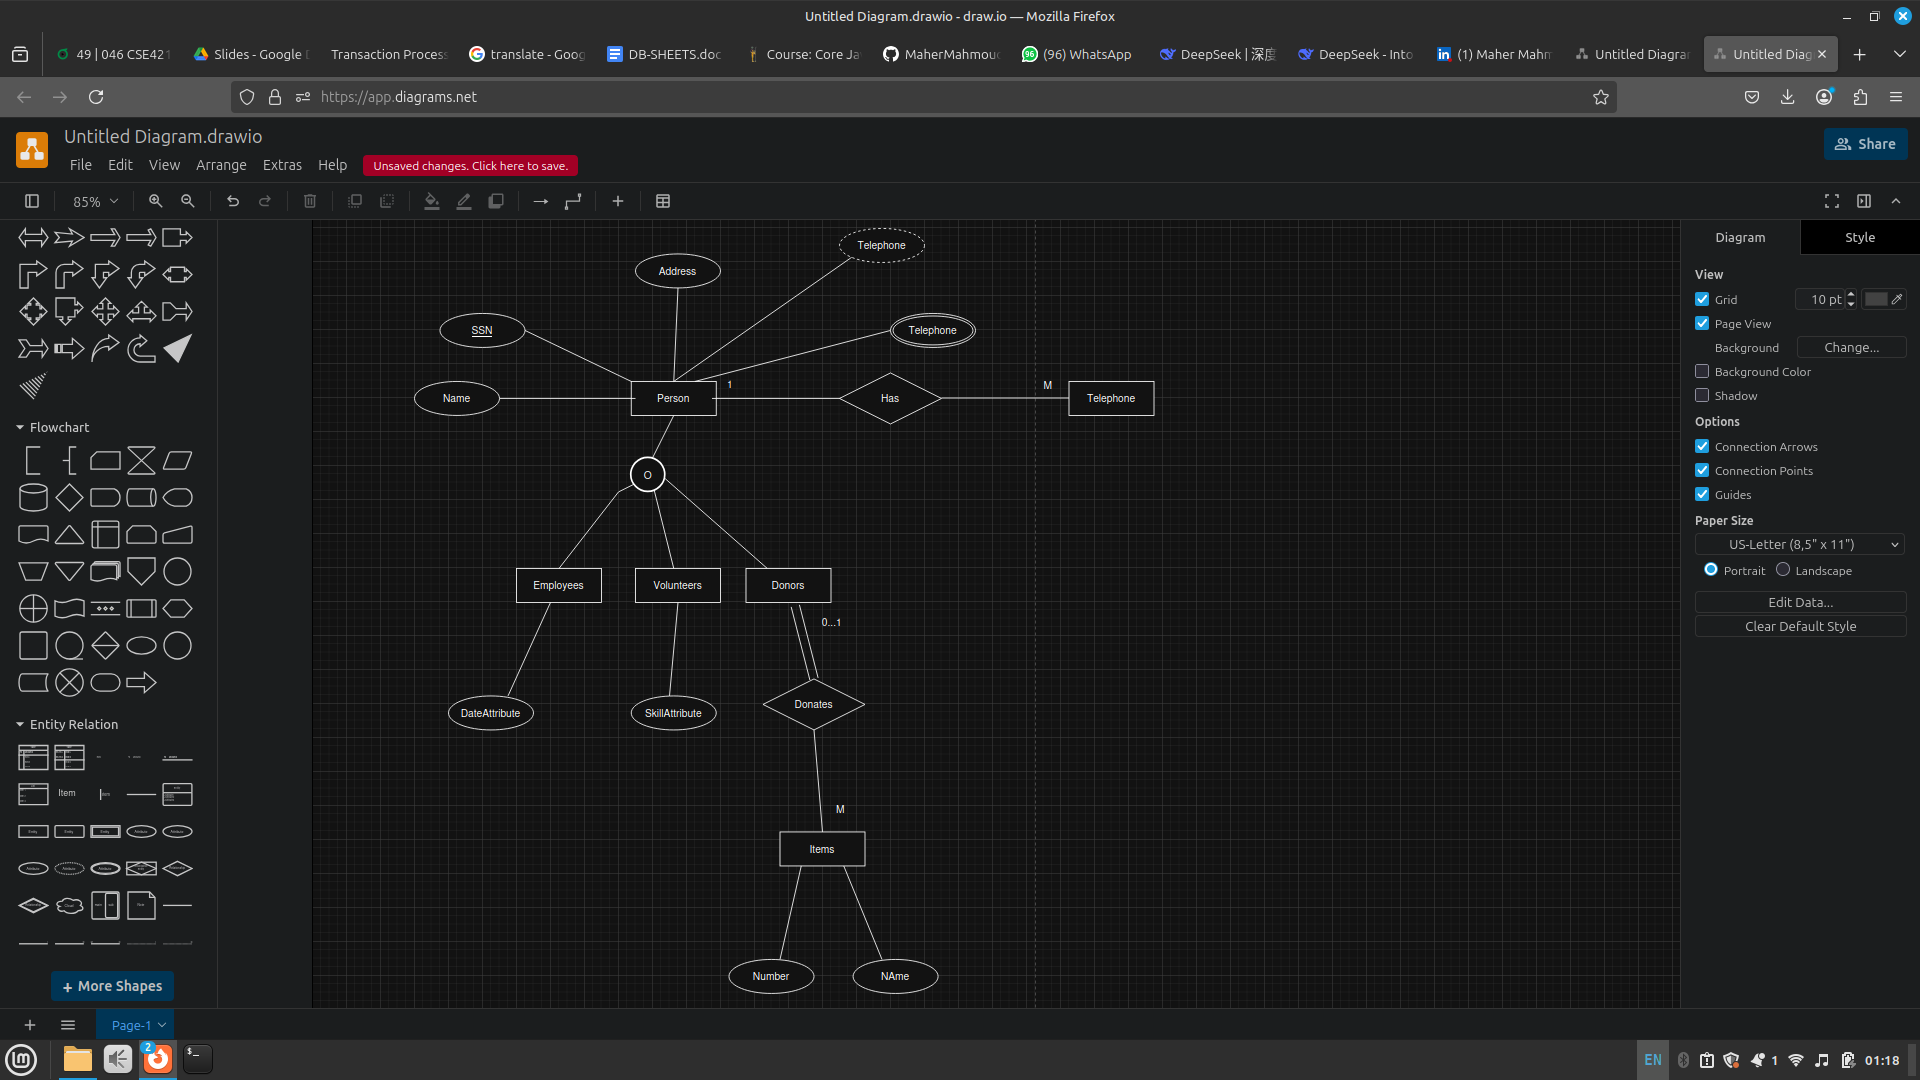 Untitled Diagram.drawio - draw.io — Mozilla Firefox
49 | 046 CSE421
Slides - Google D
Transaction Process
translate - Goog
DB-SHEETS.doc
Course: Core Ja
MaherMahmoud
(96) WhatsApp
DeepSeek | 深度
DeepSeek - Into
(1) Maher Mahm
Untitled Diagra
Untitled Diag
https://app.diagrams.net
Untitled Diagram.drawio
File Edit View Arrange Extras Help
Unsaved changes. Click here to save.
Share
85%
Diagram
Style
View
Grid
10 pt
Page View
Background
Change...
Background Color
Shadow
Options
Connection Arrows
Connection Points
Guides
Paper Size
US-Letter (8,5" x 11")
Portrait
Landscape
Edit Data...
Clear Default Style
Flowchart
Entity Relation
Item
+ More Shapes
Telephone
Address
SSN
Telephone
Name
Person
1
Has
M
Telephone
O
Employees
Volunteers
Donors
0...1
DateAttribute
SkillAttribute
Donates
M
Items
Number
NAme
Page-1
2
EN
1
01:18